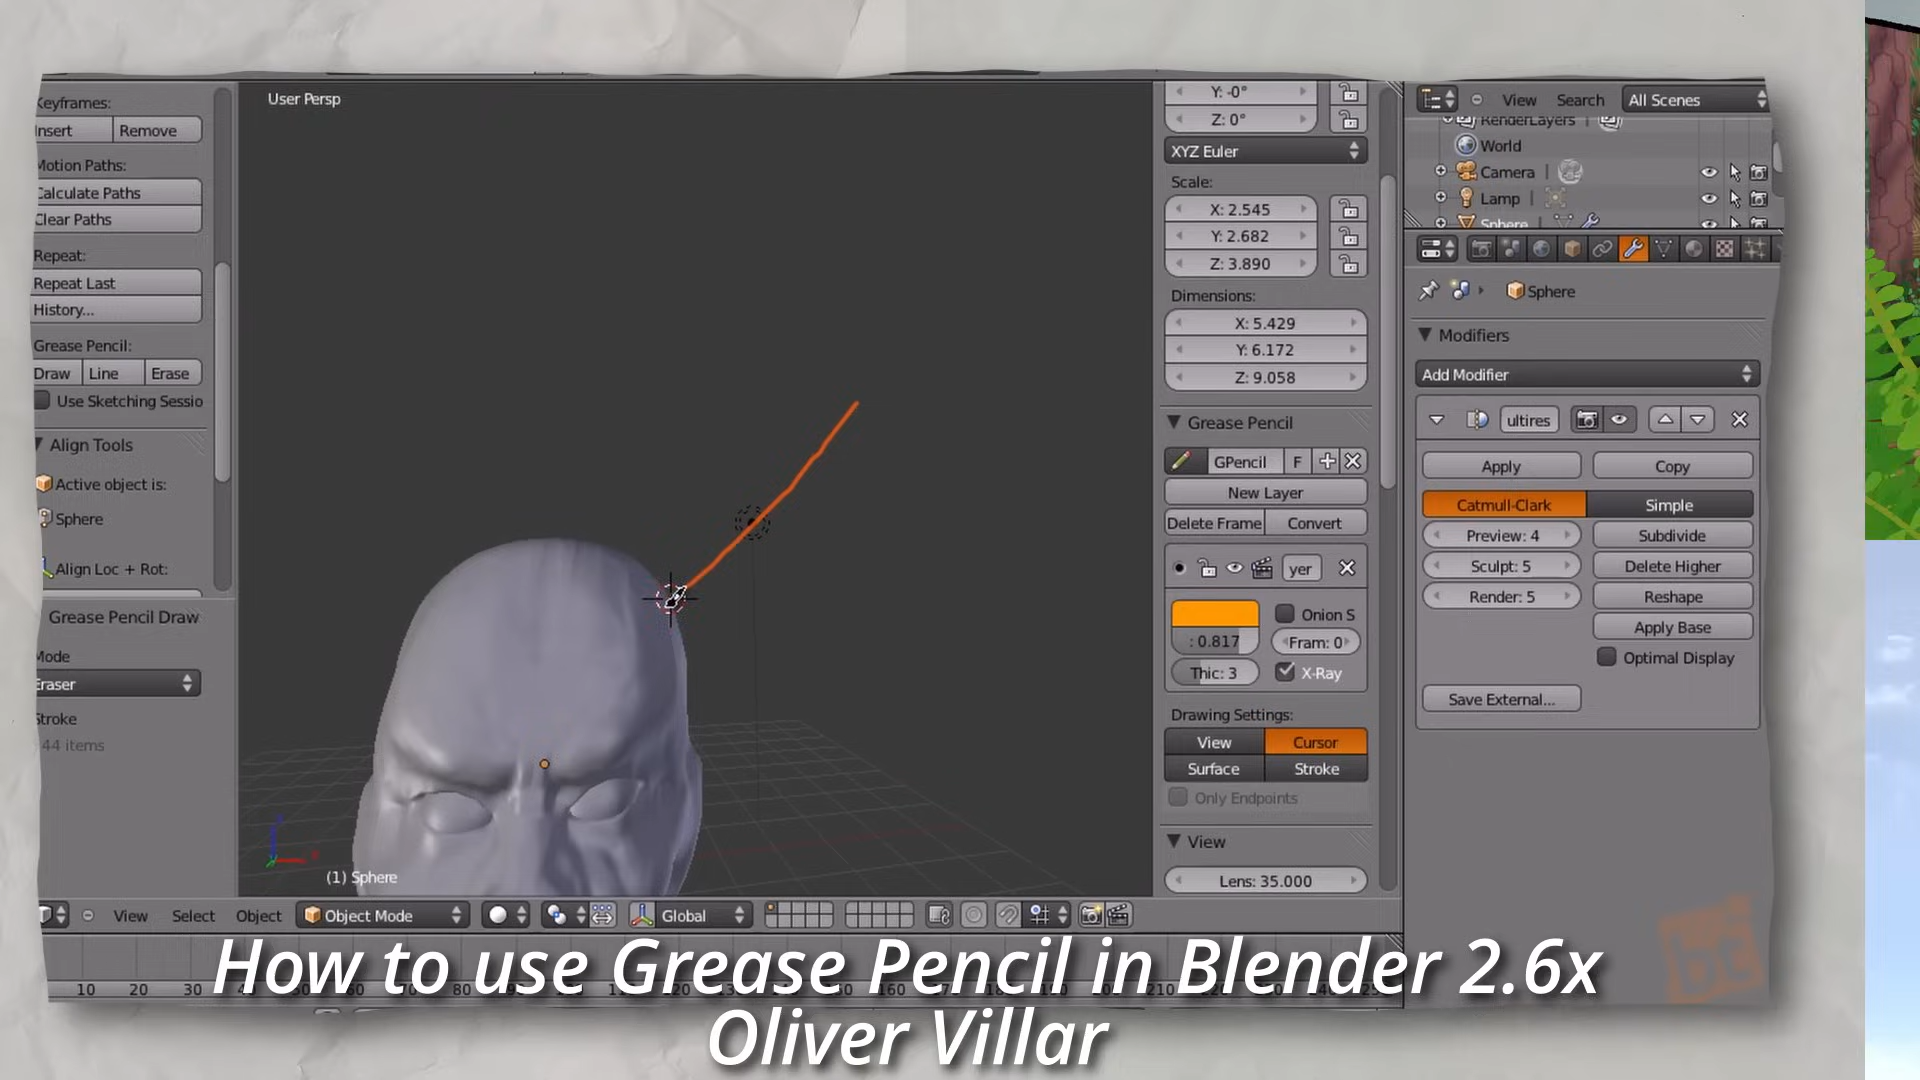 Keyframes:
Insert Remove
Motion Paths:
Calculate Paths
Clear Paths
Repeat:
Repeat Last
History...
Grease Pencil:
Draw Line Erase
Use Sketching Sessio
Align Tools
Active object is:
Sphere
Align Loc + Rot:
Grease Pencil Draw
Mode
Eraser
Stroke
44 items
User Persp
(1) Sphere
Y: -0°
Z: 0°
XYZ Euler
Scale:
X: 2.545
Y: 2.682
Z: 3.890
Dimensions:
X: 5.429
Y: 6.172
Z: 9.058
Grease Pencil
GPencil F
New Layer
Delete Frame Convert
yer
Onion S
: 0.817 Fram: 0
Thic: 3 X-Ray
Drawing Settings:
View Cursor
Surface Stroke
Only Endpoints
View
Lens: 35.000
View Search All Scenes
RenderLayers
World
Camera
Lamp
Sphere
Sphere
Modifiers
Add Modifier
ultires
Apply Copy
Catmull-Clark Simple
Preview: 4 Subdivide
Sculpt: 5 Delete Higher
Render: 5 Reshape
Apply Base
Optimal Display
Save External...
View Select Object Object Mode Global
10 20 30
How to use Grease Pencil in Blender 2.6x
Oliver Villar
bt